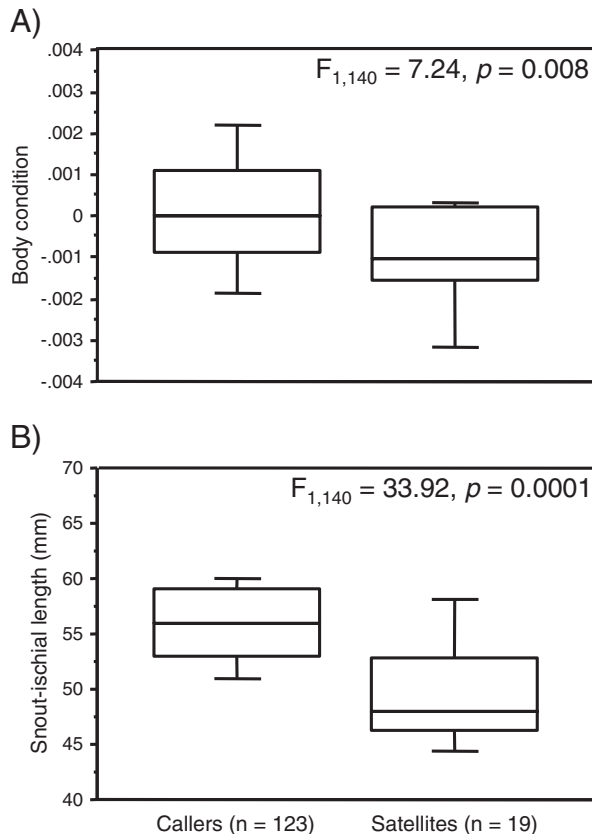 A)
F1,140 = 7.24, p = 0.008
.004
.003
.002
.001
0
-.001
-.002
-.003
-.004
Body condition
B)
F1,140 = 33.92, p = 0.0001
70
65
60
55
50
45
40
Snout-ischial length (mm)
Callers (n = 123) Satellites (n = 19)